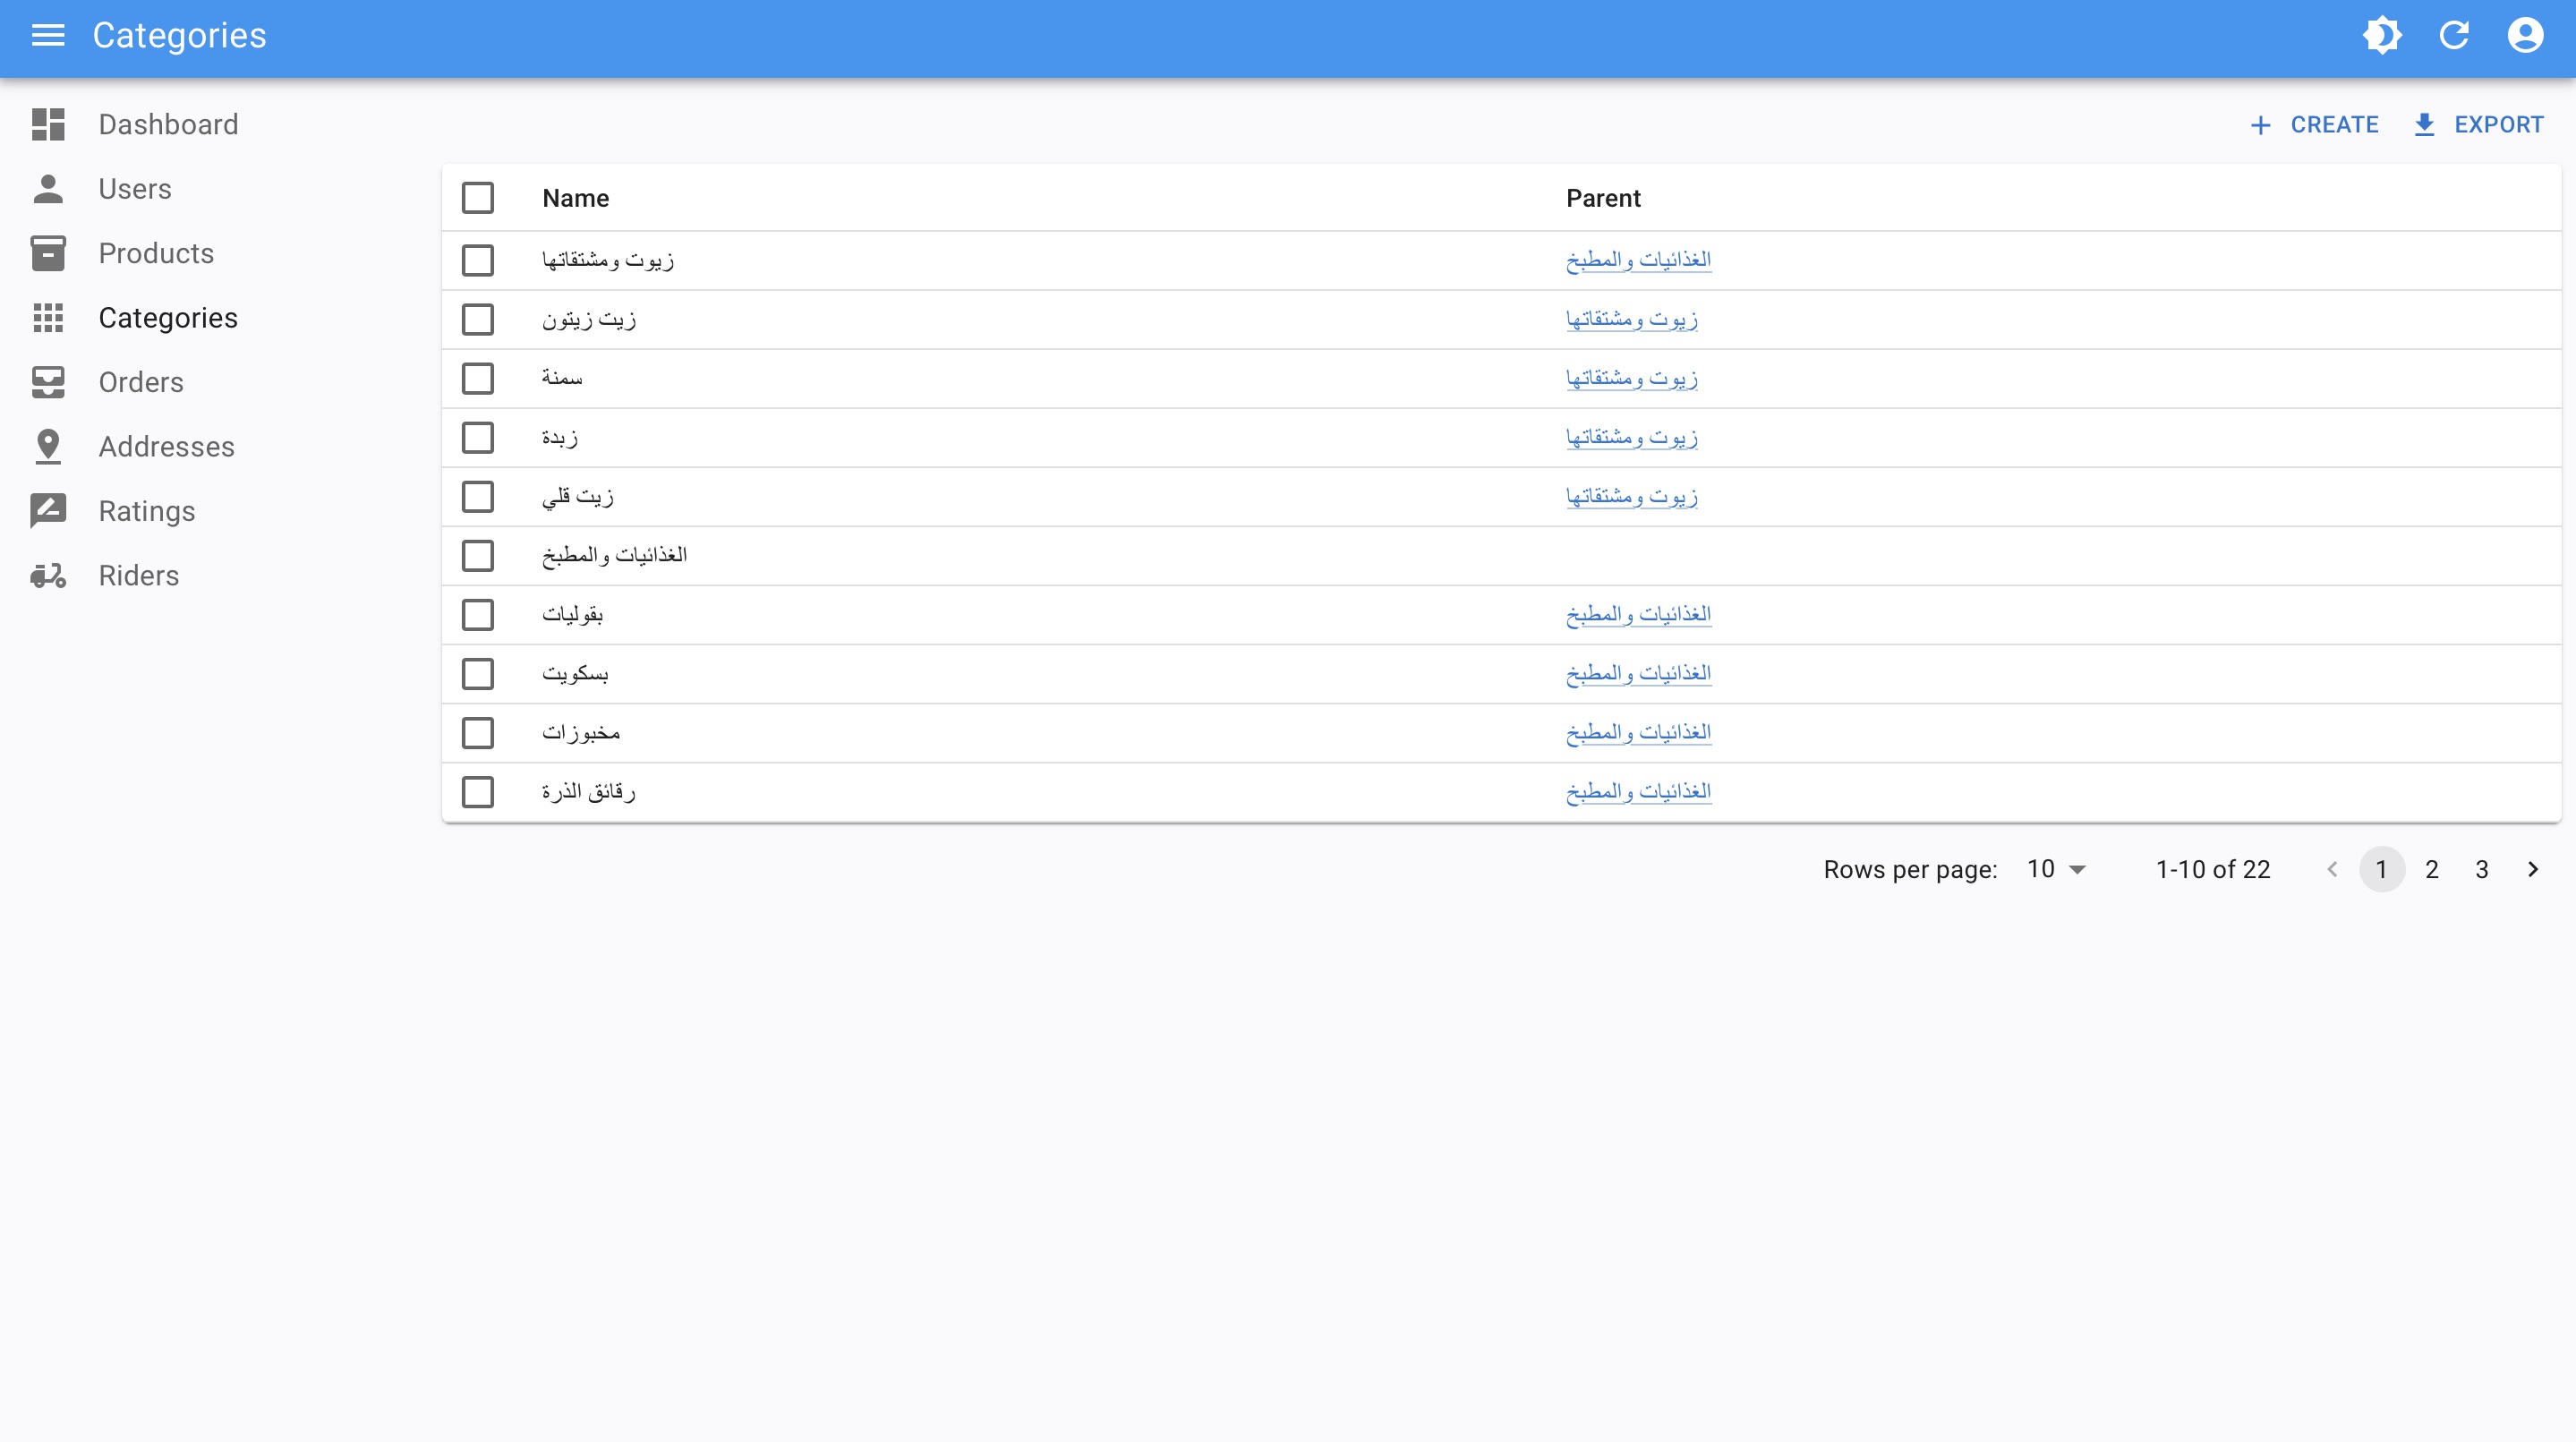 Categories
Dashboard
Users
Products
Categories
Orders
Addresses
Ratings
Riders
CREATE EXPORT
Name Parent
زيوت ومشتقاتها الغذائيات والمطبخ
زيت زيتون زيوت ومشتقاتها
سمنة زيوت ومشتقاتها
زبدة زيوت ومشتقاتها
زيت قلي زيوت ومشتقاتها
الغذائيات والمطبخ
بقوليات الغذائيات والمطبخ
بسكويت الغذائيات والمطبخ
مخبوزات الغذائيات والمطبخ
رقائق الذرة الغذائيات والمطبخ
Rows per page: 10 1-10 of 22 1 2 3